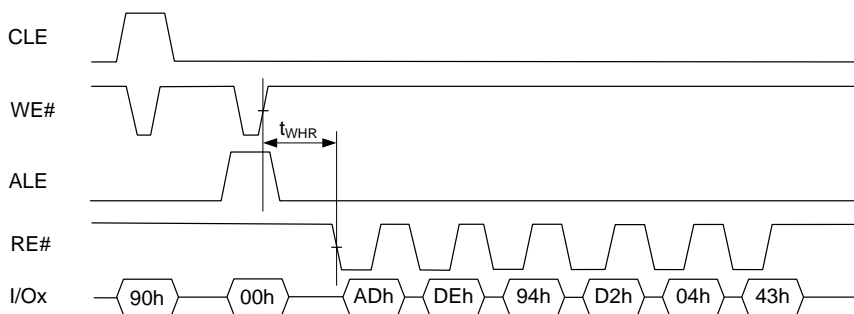 CLE
WE#
tWHR
ALE
RE#
I/Ox 90h 00h ADh DEh 94h D2h 04h 43h